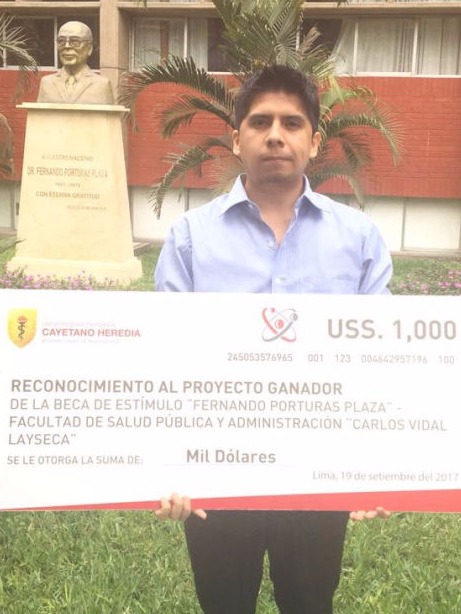 MAESTRO
DR. FERNANDO PORTURAS PLAZA
CON ETERNA GRATITUD
CAYETANO HEREDIA
US$. 1,000
245053576965 001 123 004642957196 100
RECONOCIMIENTO AL PROYECTO GANADOR
DE LA BECA DE ESTÍMULO "FERNANDO PORTURAS PLAZA" -
FACULTAD DE SALUD PÚBLICA Y ADMINISTRACIÓN "CARLOS VIDAL
LAYSECA"
SE LE OTORGA LA SUMA DE: Mil Dólares
Lima, 19 de setiembre del 2017